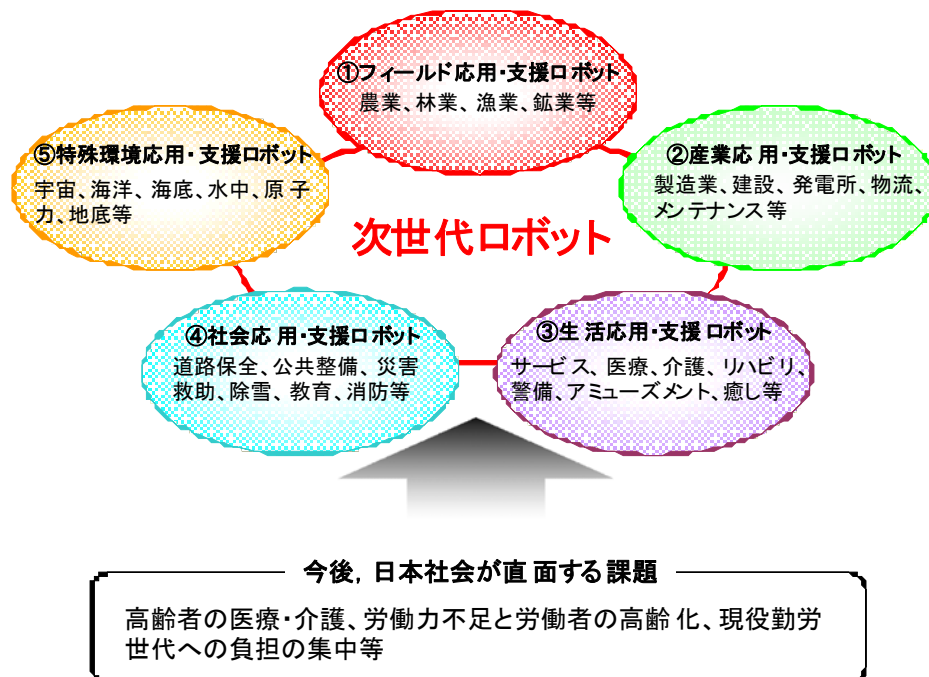 ①フィールド応用・支援ロボット
農業、林業、漁業、鉱業等
②産業応用・支援ロボット
製造業、建設、発電所、物流、
メンテナンス等
③生活応用・支援ロボット
サービス、医療、介護、リハビリ、
警備、アミューズメント、癒し等
④社会応用・支援ロボット
道路保全、公共整備、災害
救助、除雪、教育、消防等
⑤特殊環境応用・支援ロボット
宇宙、海洋、海底、水中、原子
力、地底等
次世代ロボット
今後，日本社会が直面する課題
高齢者の医療・介護、労働力不足と労働者の高齢化、現役勤労
世代への負担の集中等